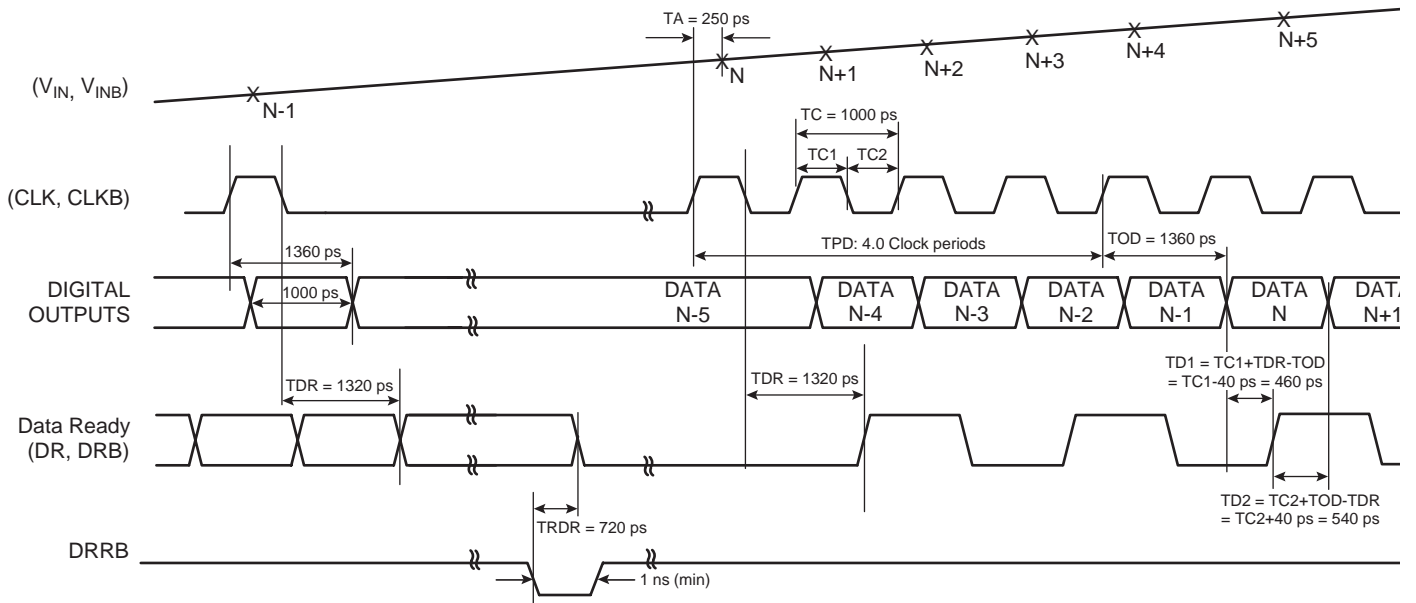 TA = 250 ps
N-1
N
N+1
N+2
N+3
N+4
N+5
(VIN, VINB)
TC = 1000 ps
TC1
TC2
(CLK, CLKB)
1360 ps
TPD: 4.0 Clock periods
TOD = 1360 ps
DIGITAL
OUTPUTS
1000 ps
DATA
N-5
DATA
N-4
DATA
N-3
DATA
N-2
DATA
N-1
DATA
N
DATA
N+1
TDR = 1320 ps
TDR = 1320 ps
TD1 = TC1+TDR-TOD
= TC1-40 ps = 460 ps
Data Ready
(DR, DRB)
TD2 = TC2+TOD-TDR
= TC2+40 ps = 540 ps
TRDR = 720 ps
DRRB
1 ns (min)